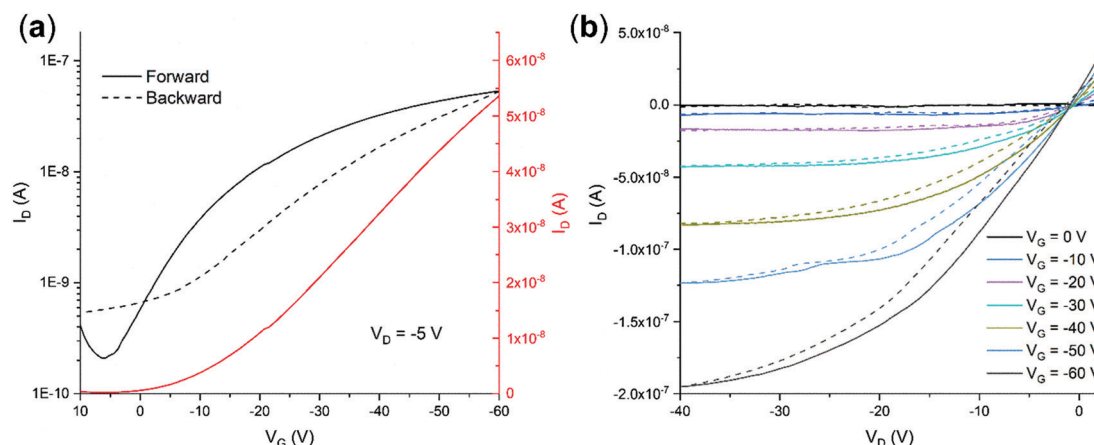 (a)
1E-7
1E-8
1E-9
1E-10
I_D (A)
Forward
Backward
V_D = -5 V
6x10^-8
5x10^-8
4x10^-8
3x10^-8
2x10^-8
1x10^-8
0
I_D (A)
10 0 -10 -20 -30 -40 -50 -60
V_G (V)
(b)
5.0x10^-8
0.0
-5.0x10^-8
-1.0x10^-7
-1.5x10^-7
-2.0x10^-7
I_D (A)
V_G = 0 V
V_G = -10 V
V_G = -20 V
V_G = -30 V
V_G = -40 V
V_G = -50 V
V_G = -60 V
-40 -30 -20 -10 0
V_D (V)